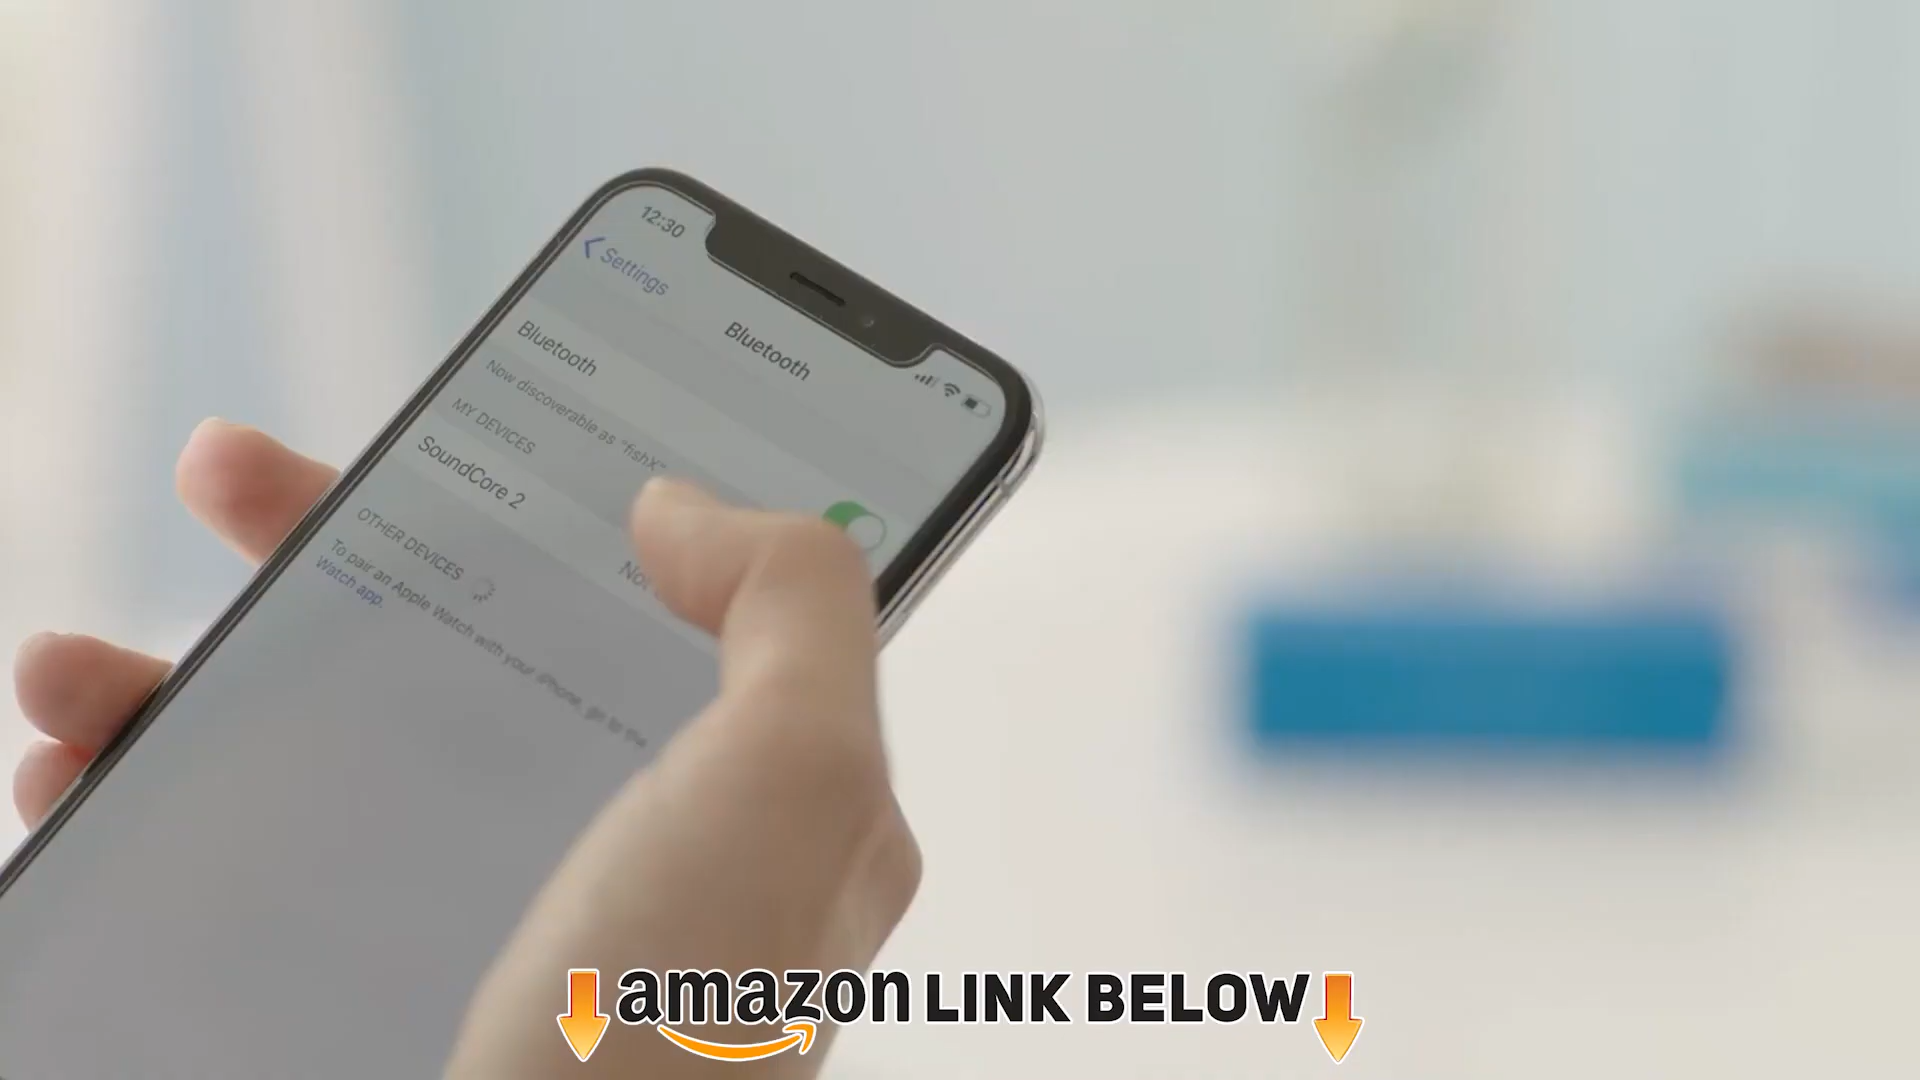 12:30
Settings
Bluetooth
Bluetooth
Now discoverable as "fishX"
MY DEVICES
SoundCore 2
OTHER DEVICES
To pair an Apple Watch with your iPhone, go to the
Watch app.
amazon LINK BELOW